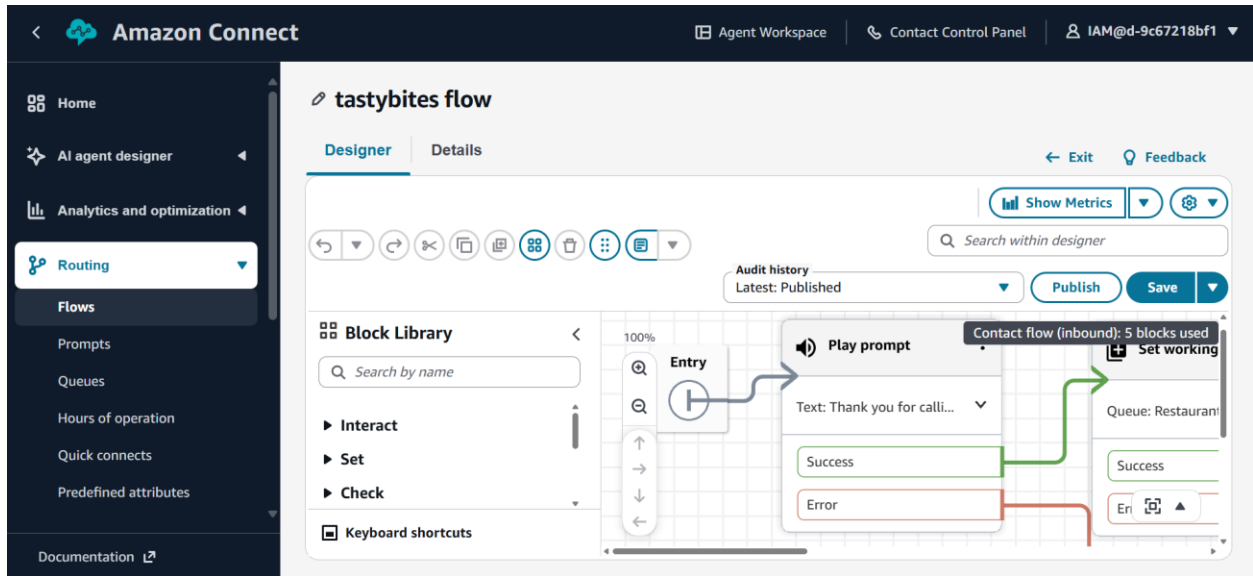 Amazon Connect
Agent Workspace
Contact Control Panel
IAM@d-9c67218bf1
Home
AI agent designer
Analytics and optimization
Routing
Flows
Prompts
Queues
Hours of operation
Quick connects
Predefined attributes
Documentation
tastybites flow
Designer
Details
Exit
Feedback
Show Metrics
Search within designer
Audit history
Latest: Published
Publish
Save
Block Library
Search by name
Interact
Set
Check
Keyboard shortcuts
100%
Entry
Play prompt
Text: Thank you for calli...
Success
Error
Contact flow (inbound): 5 blocks used
Set working
Queue: Restaurant
Success